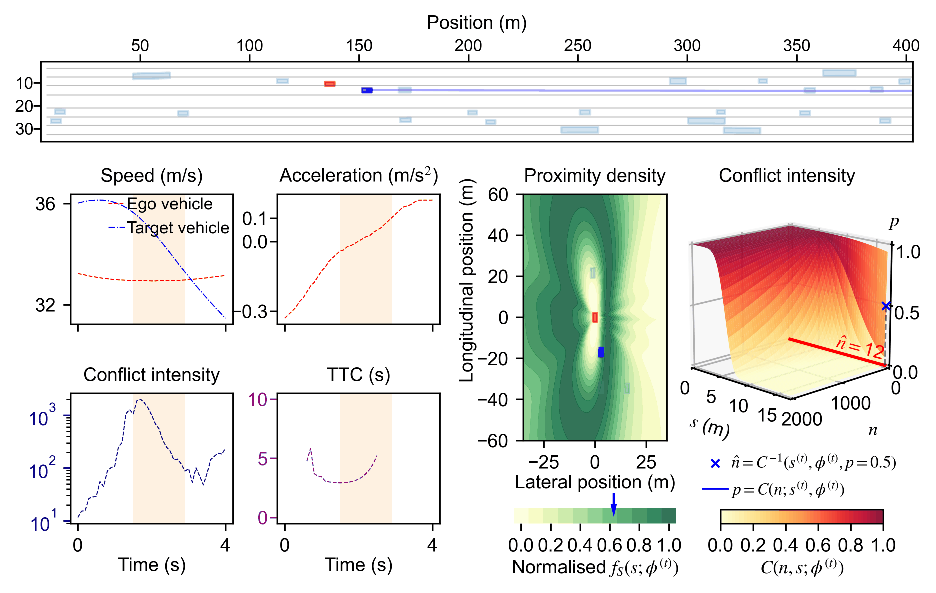 Position (m)
50 100 150 200 250 300 350 400
10
20
30
Speed (m/s)
36
32
Ego vehicle
Target vehicle
Acceleration (m/s²)
0.1
0.0
−0.3
Conflict intensity
10³
10²
10¹
0 4
Time (s)
TTC (s)
10
5
0
0 4
Time (s)
Proximity density
Longitudinal position (m)
60
40
20
0
−20
−40
−60
−25 0 25
Lateral position (m)
0.0 0.2 0.4 0.6 0.8 1.0
Normalised f_S(s; ϕ^(t))
Conflict intensity
p
1.0
0.5
0.0
n̂ = 12
0 5 10 15
s (m)
2000 1000 0
n
n̂ = C⁻¹(s^(t), ϕ^(t), p = 0.5)
p = C(n; s^(t), ϕ^(t))
0.0 0.2 0.4 0.6 0.8 1.0
C(n, s; ϕ^(t))